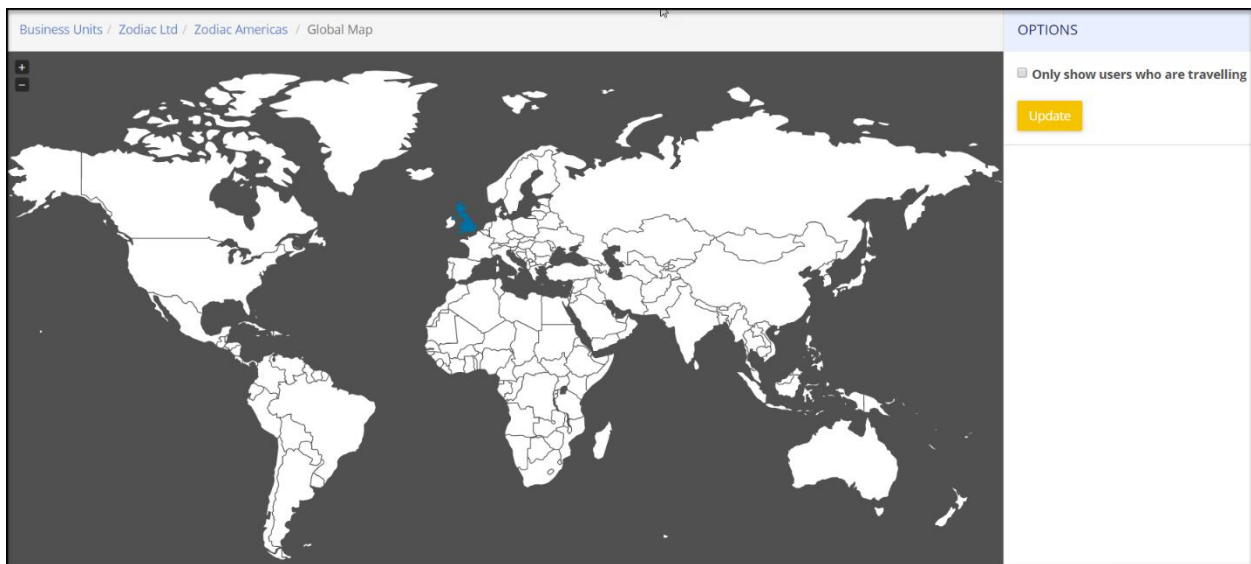 Business Units / Zodiac Ltd / Zodiac Americas / Global Map
OPTIONS
+
−
Only show users who are travelling
Update